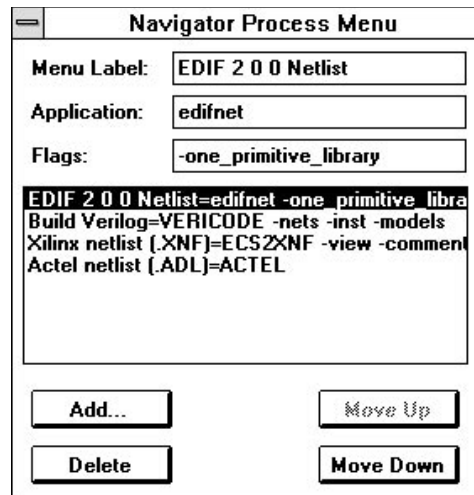 Navigator Process Menu
Menu Label: EDIF 2 0 0 Netlist
Application: edifnet
Flags: -one_primitive_library
EDIF 2 0 0 Netlist=edifnet -one_primitive_libra
Build Verilog=VERICODE -nets -inst -models
Xilinx netlist (.XNF)=ECS2XNF -view -comment
Actel netlist (.ADL)=ACTEL
Add... Move Up
Delete Move Down